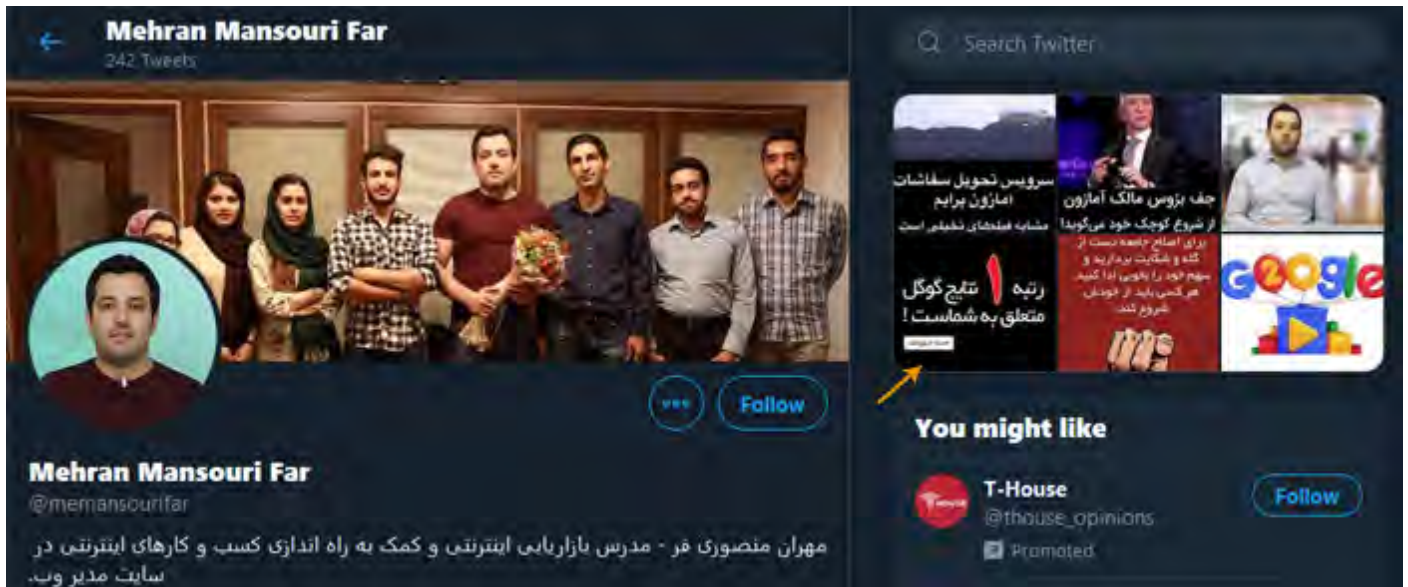 Mehran Mansouri Far
242 Tweets
Mehran Mansouri Far
@memansourifar
مهران منصوری فر - مدرس بازاریابی اینترنتی و کمک به راه اندازی کسب و کارهای اینترنتی در
سایت مدیر وب.
Follow
Search Twitter
سرویس تحویل سفاشات
آمازون برایم
مشابه فیلمهای تخیلی است
جف بزوس مالک آمازون
از شروع کوچک خود می‌گوید!
رتبه ۱ نتایج گوگل
متعلق به شماست !
برای اصلاح جامعه دست از
گله و شکایت بردارید و
سهم خود را بخوبی ادا کنید.
هر کسی باید از خودش
شروع کند.
Google
You might like
T-House
@thouse_opinions
Promoted
Follow